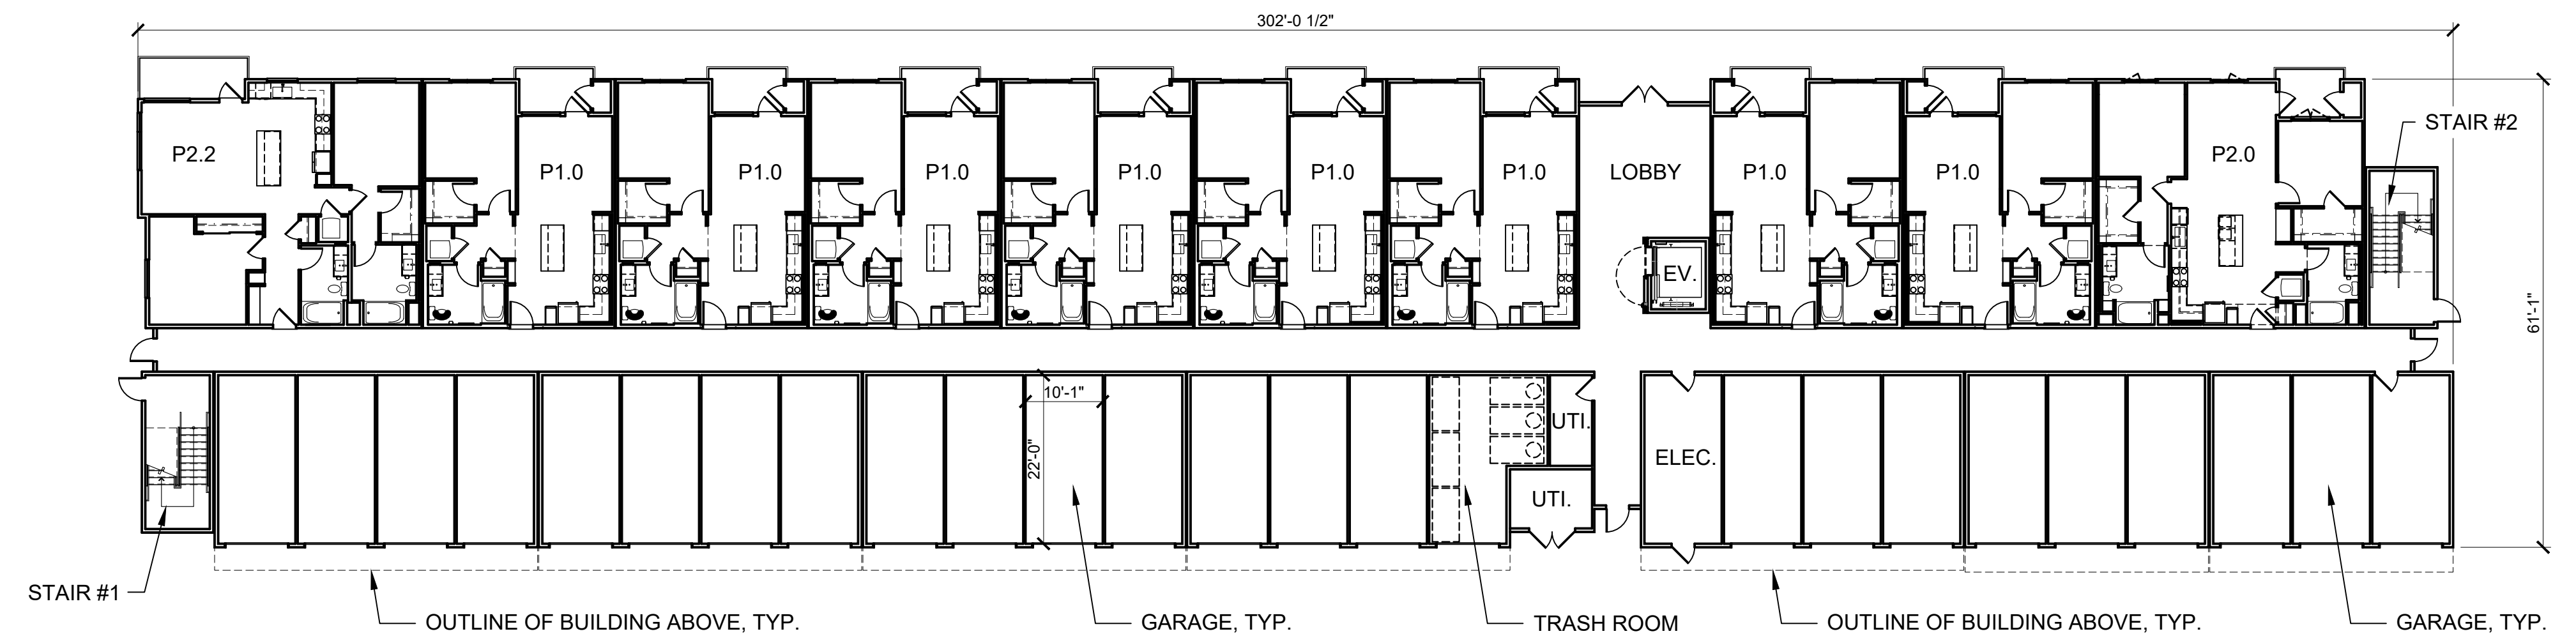 302'-0 1/2"
STAIR #2
P2.2
P1.0
P1.0
P1.0
P1.0
P1.0
P1.0
LOBBY
P1.0
P1.0
P2.0
EV.
61'-1"
10'-1"
22'-0"
UTI.
ELEC.
UTI.
STAIR #1
OUTLINE OF BUILDING ABOVE, TYP.
GARAGE, TYP.
TRASH ROOM
OUTLINE OF BUILDING ABOVE, TYP.
GARAGE, TYP.